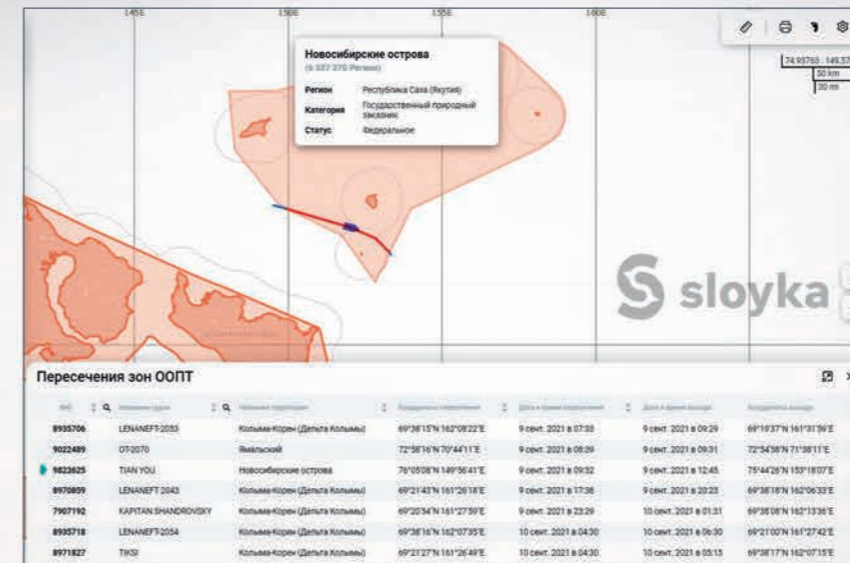 145E 150E 155E 160E
Новосибирские острова
Регион Республика Саха (Якутия)
Категория Государственный природный
заказник
Статус Федеральное
50 km
30 mi
sloyka
Пересечения зон ООПТ
8935706 LENANEFT-2033 Колыма-Корен (Дельта Колымы) 69°38'15"N 162°08'22"E 9 сент. 2021 в 07:33 9 сент. 2021 в 09:29 69°19'37"N 161°31'59"E
9022489 OT-2070 Ямальский 72°58'16"N 70°44'11"E 9 сент. 2021 в 08:39 9 сент. 2021 в 09:31 72°54'58"N 71°38'11"E
9823625 TIAN YOU Новосибирские острова 76°05'08"N 149°36'41"E 9 сент. 2021 в 09:32 9 сент. 2021 в 12:45 75°44'26"N 153°18'07"E
8970859 LENANEFT 2043 Колыма-Корен (Дельта Колымы) 69°21'43"N 161°26'18"E 9 сент. 2021 в 17:36 9 сент. 2021 в 20:23 69°38'18"N 162°06'33"E
7907192 KAPITAN SHANDROVSKY Колыма-Корен (Дельта Колымы) 69°20'54"N 161°27'59"E 9 сент. 2021 в 23:29 10 сент. 2021 в 01:31 69°38'08"N 162°13'36"E
8935718 LENANEFT-2054 Колыма-Корен (Дельта Колымы) 69°38'16"N 162°07'35"E 10 сент. 2021 в 04:30 10 сент. 2021 в 06:30 69°21'00"N 161°27'42"E
8971827 TIKSI Колыма-Корен (Дельта Колымы) 69°21'27"N 161°26'49"E 10 сент. 2021 в 04:30 10 сент. 2021 в 05:15 69°38'17"N 162°07'15"E